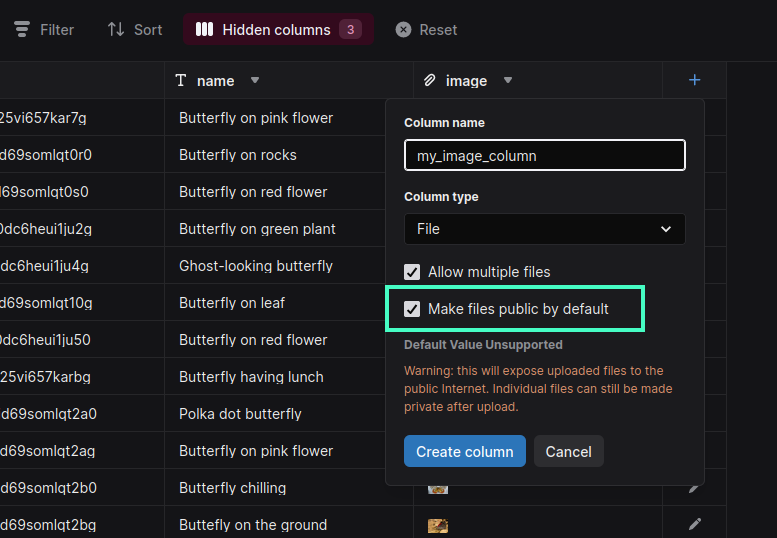 Filter Sort Hidden columns 3 Reset
name image +
25vi657kar7g Butterfly on pink flower
d69somlqt0r0 Butterfly on rocks
d69somlqt0s0 Butterfly on red flower
0dc6heui1ju2g Butterfly on green plant
0dc6heui1ju4g Ghost-looking butterfly
d69somlqt10g Butterfly on leaf
0dc6heui1ju50 Butterfly on red flower
25vi657karbg Butterfly having lunch
d69somlqt2a0 Polka dot butterfly
d69somlqt2ag Butterfly on pink flower
d69somlqt2b0 Butterfly chilling
d69somlqt2bg Buttefly on the ground
Column name
my_image_column
Column type
File
Allow multiple files
Make files public by default
Default Value Unsupported
Warning: this will expose uploaded files to the
public Internet. Individual files can still be made
private after upload.
Create column Cancel